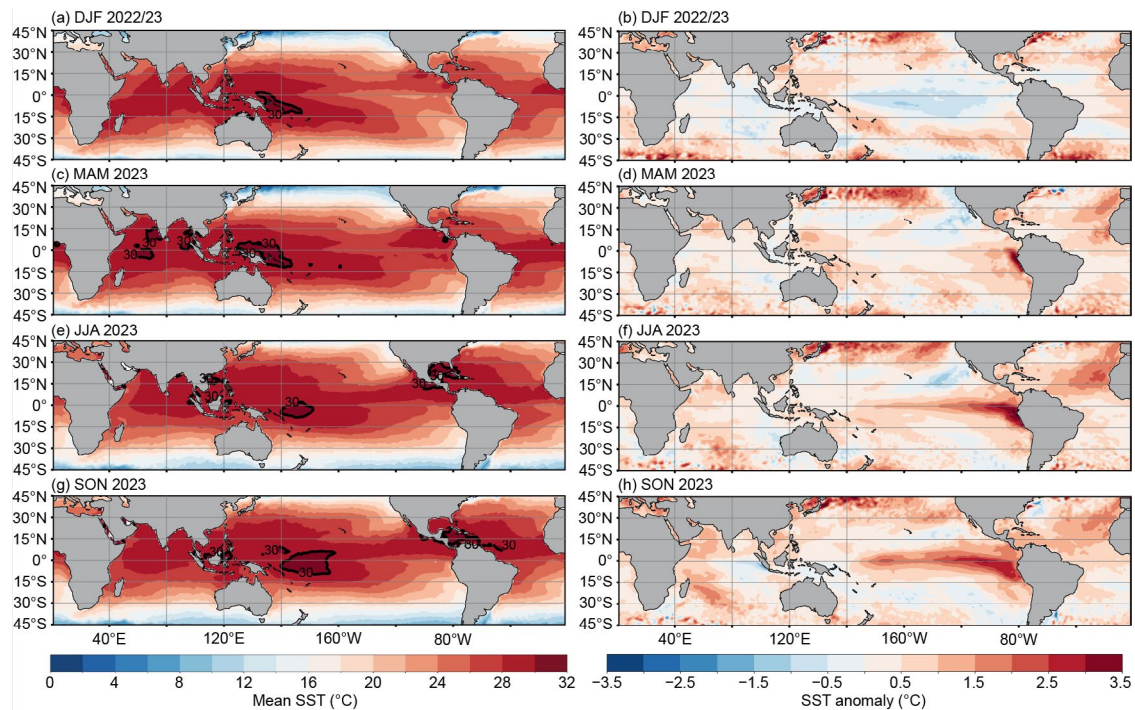 (a) DJF 2022/23
(b) DJF 2022/23
45°N
30°N
15°N
0°
15°S
30°S
45°S
30
45°N
30°N
15°N
0°
15°S
30°S
45°S
(c) MAM 2023
(d) MAM 2023
45°N
30°N
15°N
0°
15°S
30°S
45°S
30
30
30
30
30
45°N
30°N
15°N
0°
15°S
30°S
45°S
(e) JJA 2023
(f) JJA 2023
45°N
30°N
15°N
0°
15°S
30°S
45°S
30
30
30
30
30
45°N
30°N
15°N
0°
15°S
30°S
45°S
(g) SON 2023
(h) SON 2023
45°N
30°N
15°N
0°
15°S
30°S
45°S
30
30
30
30
30
45°N
30°N
15°N
0°
15°S
30°S
45°S
40°E 120°E 160°W 80°W
40°E 120°E 160°W 80°W
0 4 8 12 16 20 24 28 32
Mean SST (°C)
−3.5 −2.5 −1.5 −0.5 0.5 1.5 2.5 3.5
SST anomaly (°C)